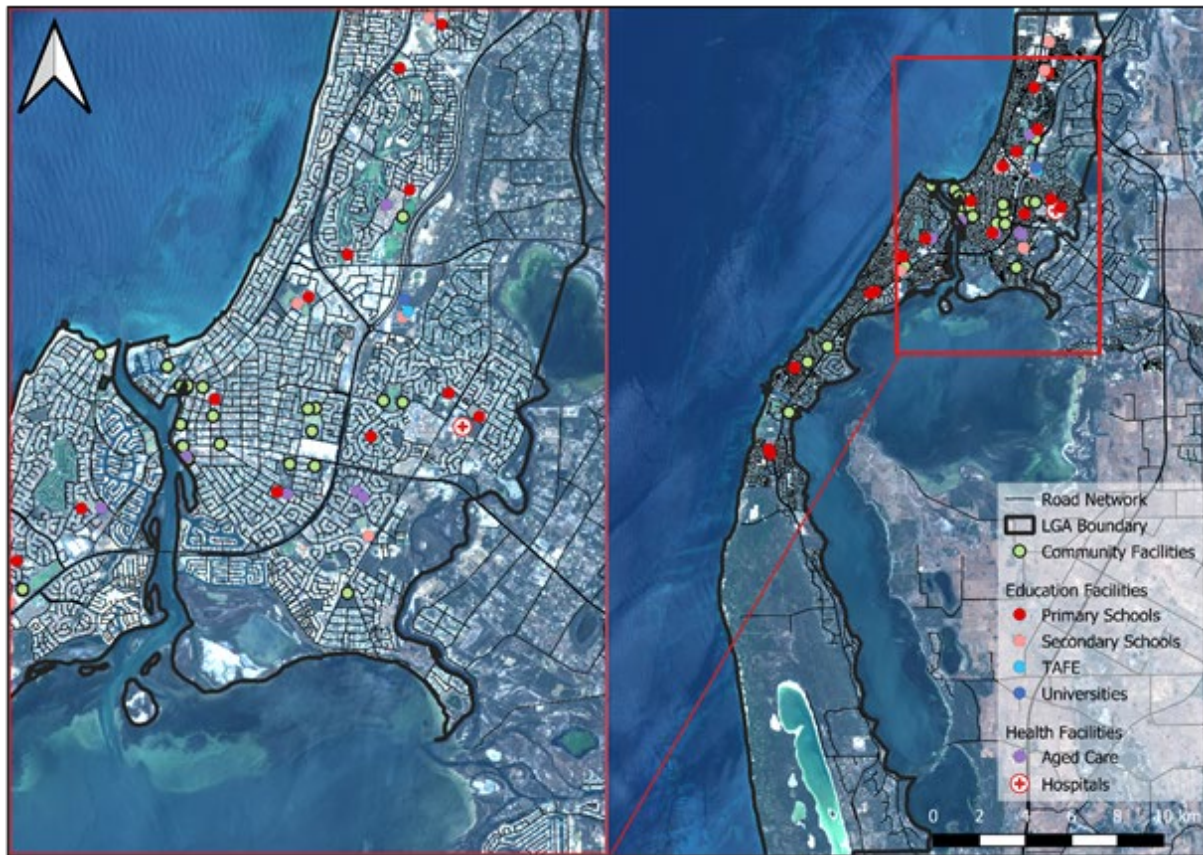 Road Network
LGA Boundary
Community Facilities
Education Facilities
Primary Schools
Secondary Schools
TAFE
Universities
Health Facilities
Aged Care
Hospitals
0 2 4 6 8 10 km